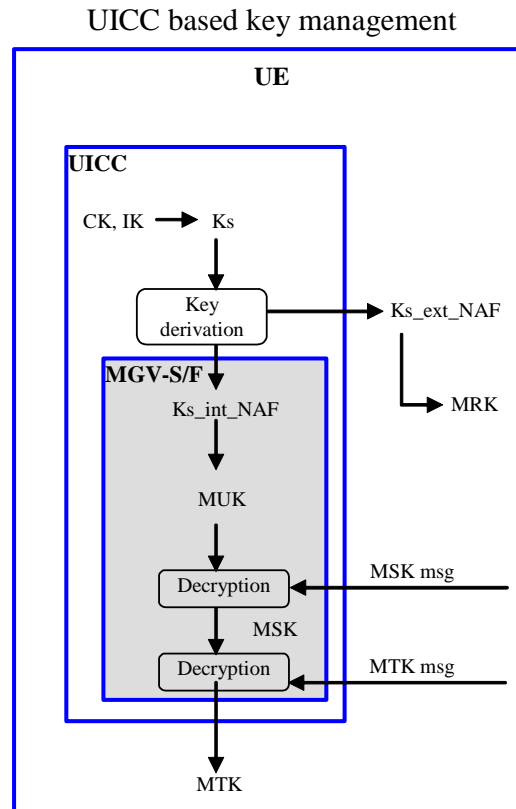 UICC based key management
UE
UICC
CK, IK
Ks
Key
derivation
Ks_ext_NAF
MGV-S/F
Ks_int_NAF
MRK
MUK
Decryption
MSK msg
MSK
Decryption
MTK msg
MTK